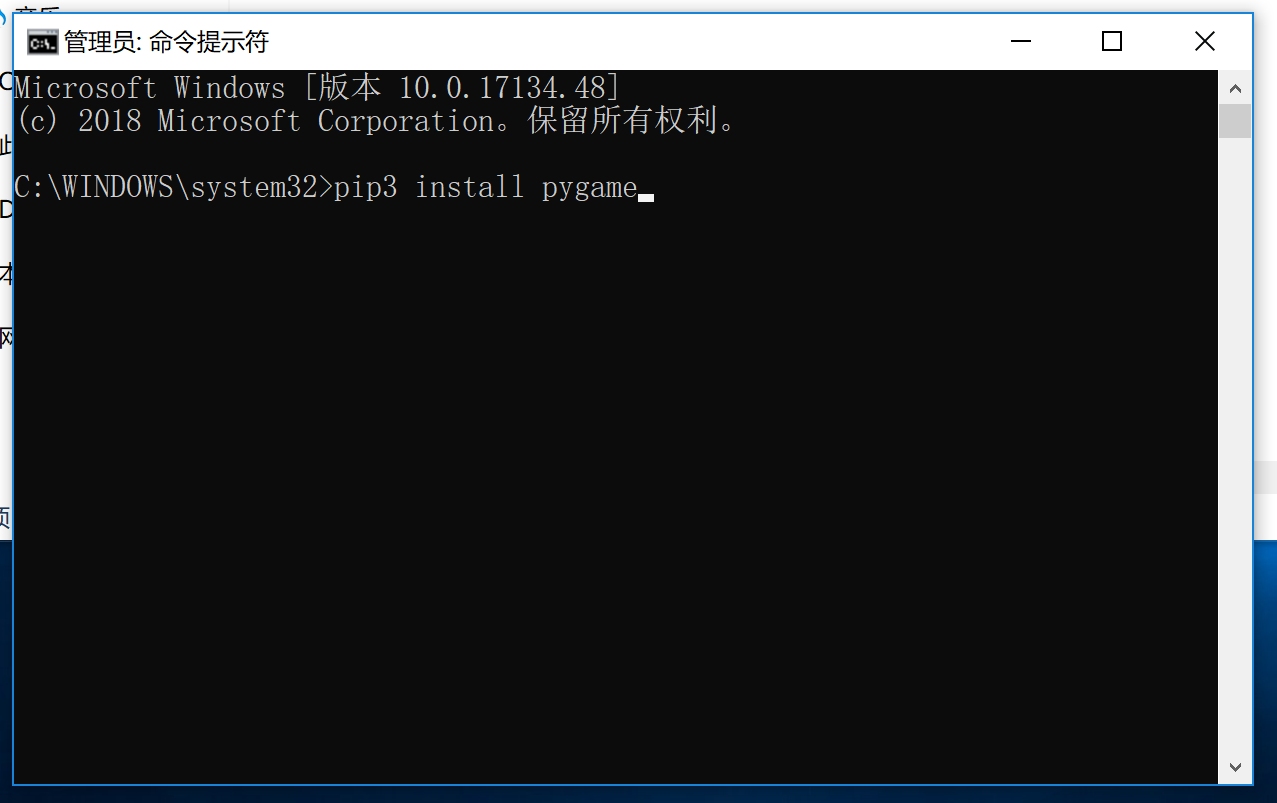 管理员: 命令提示符
Microsoft Windows [版本 10.0.17134.48]
(c) 2018 Microsoft Corporation。保留所有权利。
C:\WINDOWS\system32>pip3 install pygame